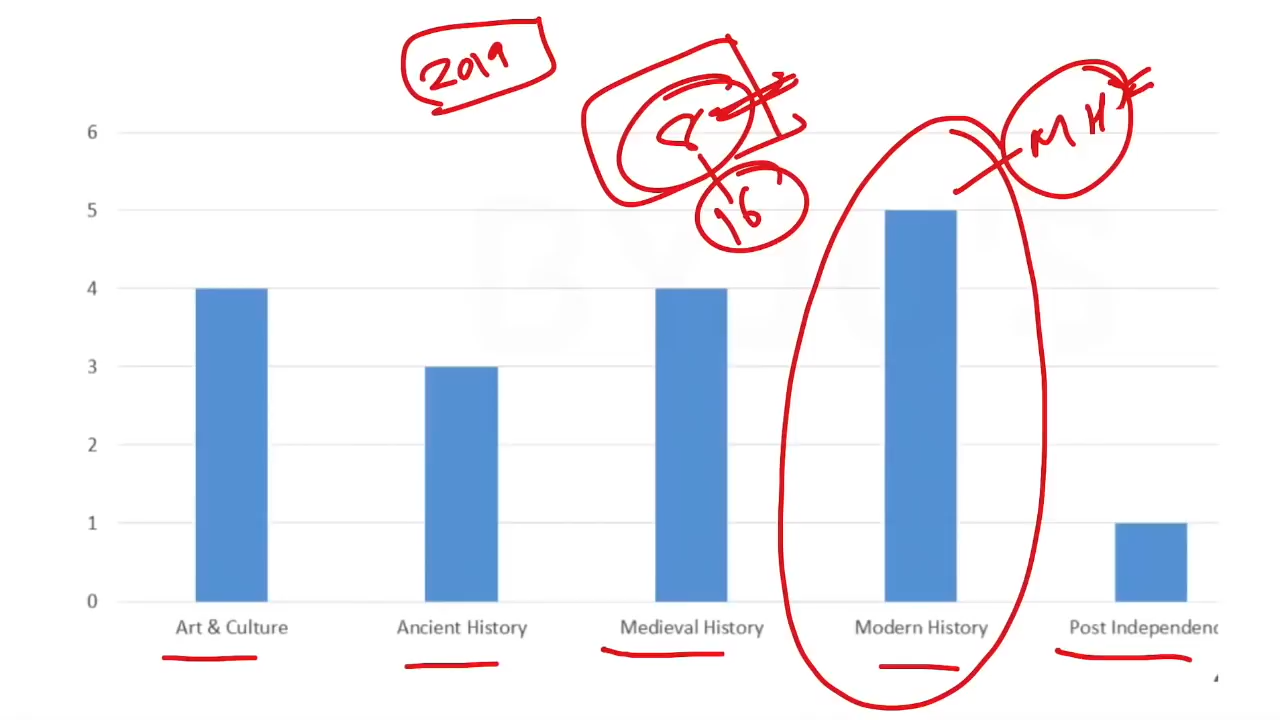 2019
MH
16
6
5
4
3
2
1
0
Art & Culture
Ancient History
Medieval History
Modern History
Post Independenc